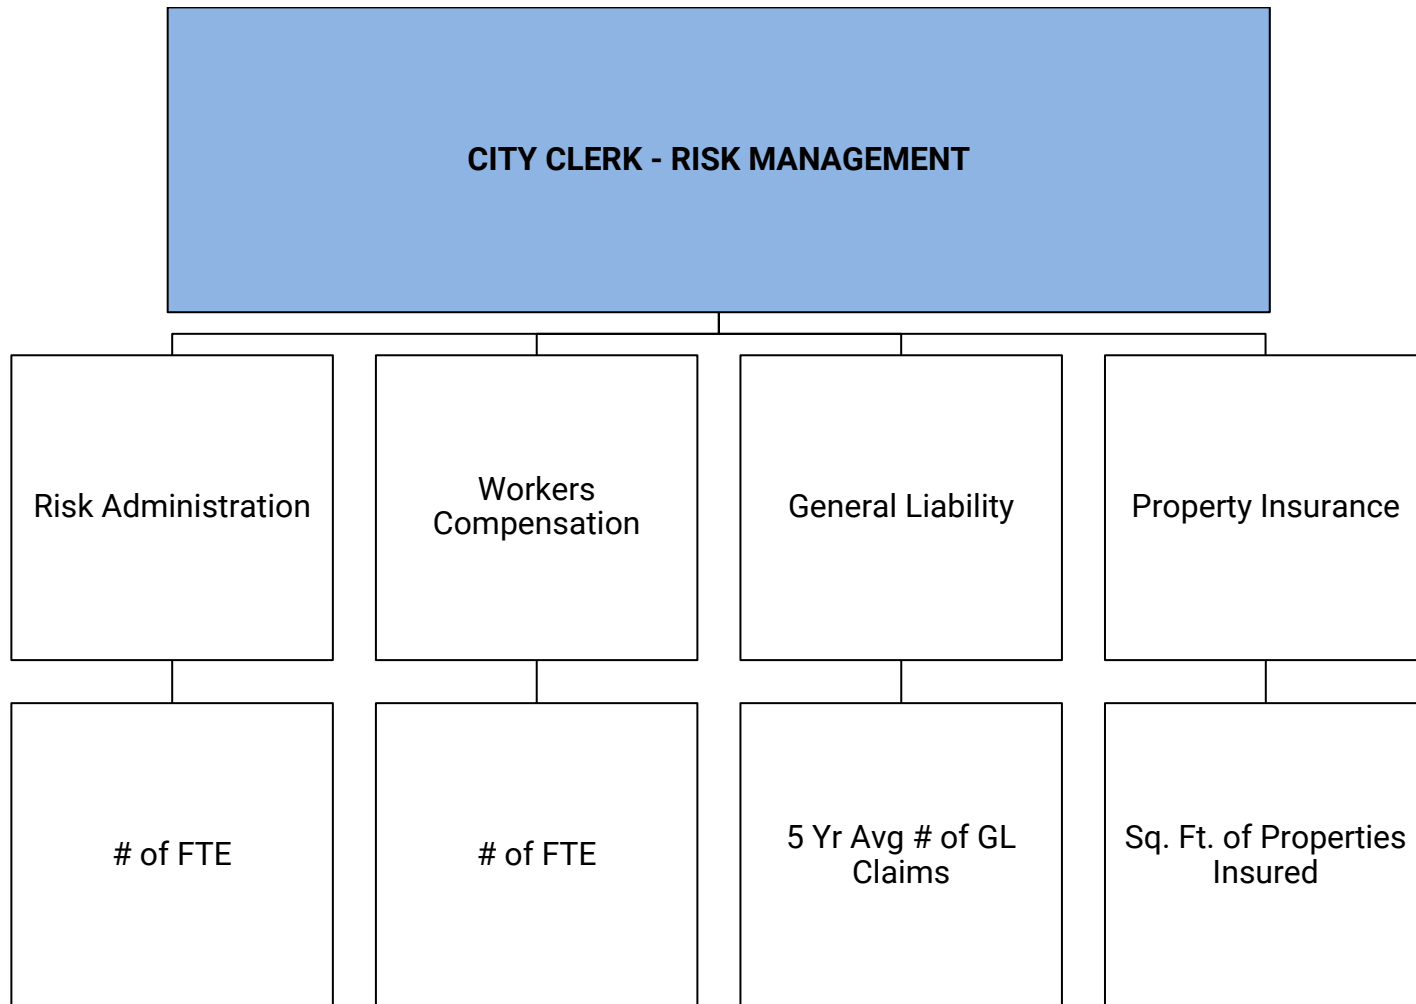 CITY CLERK - RISK MANAGEMENT
Risk Administration
Workers
Compensation
General Liability
Property Insurance
# of FTE
# of FTE
5 Yr Avg # of GL
Claims
Sq. Ft. of Properties
Insured